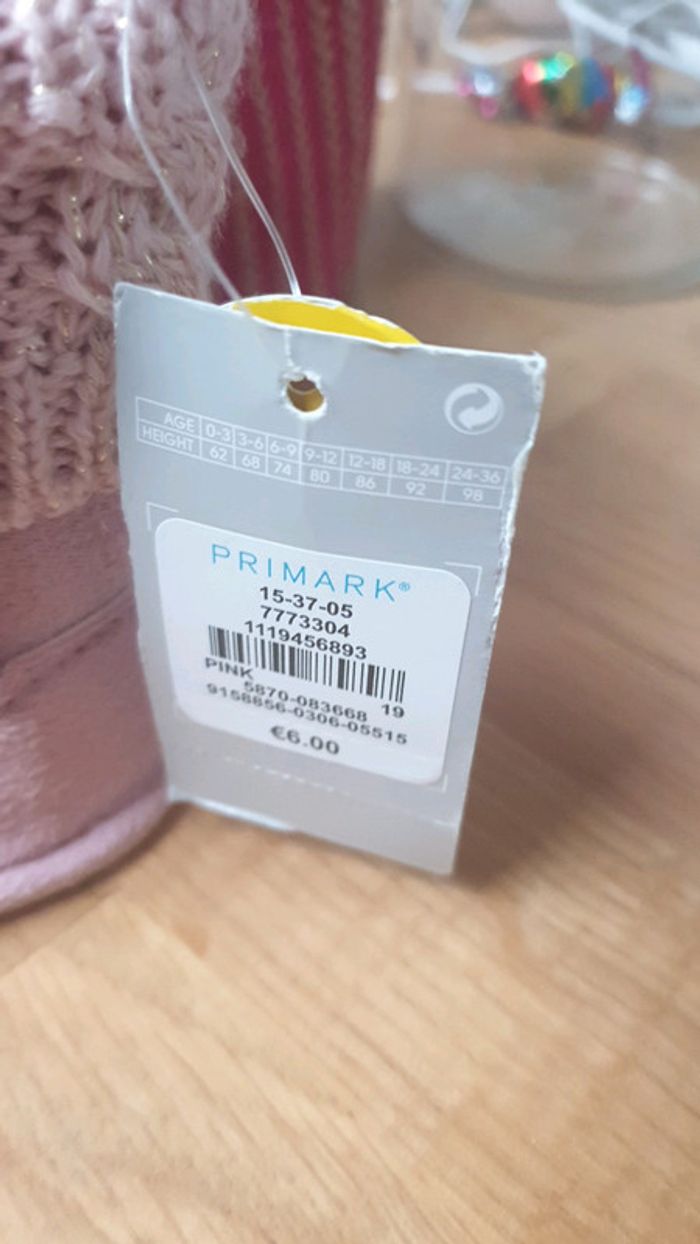 AGE 0-3 3-6 6-9 9-12 12-18 18-24 24-36
HEIGHT 62 68 74 80 86 92 98
PRIMARK®
15-37-05
7773304
1119456893
PINK
5870-083668 19
9158856-0306-05515
€6.00